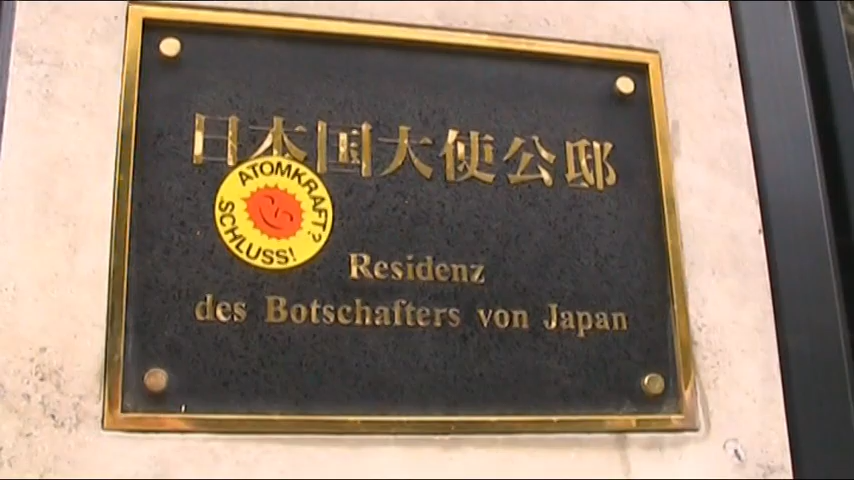 日本国大使公邸
ATOMKRAFT?
SCHLUSS!
Residenz
des Botschafters von Japan